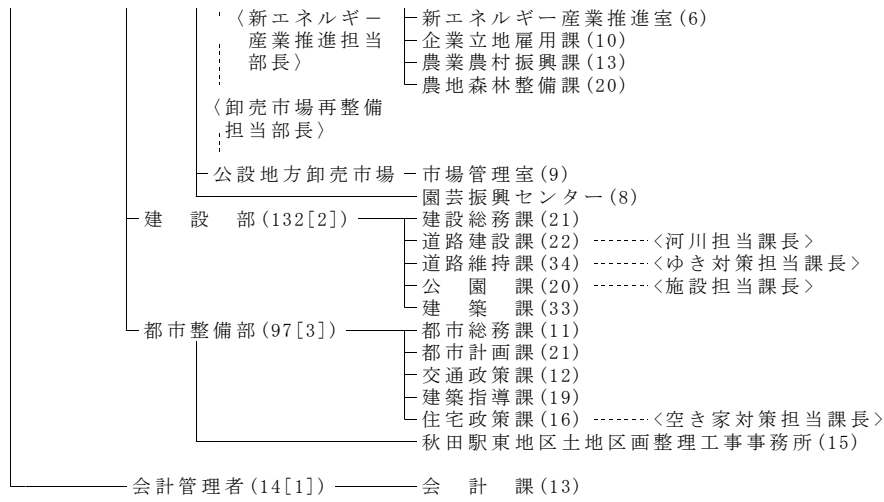 〈新エネルギー 新エネルギー産業推進室(6)
産業推進担当 企業立地雇用課(10)
部長〉 農業農村振興課(13)
農地森林整備課(20)
〈卸売市場再整備
担当部長〉
公設地方卸売市場 市場管理室(9)
園芸振興センター(8)
建設部(132[2]) 建設総務課(21)
道路建設課(22) <河川担当課長>
道路維持課(34) <ゆき対策担当課長>
公園課(20) <施設担当課長>
建築課(33)
都市整備部(97[3]) 都市総務課(11)
都市計画課(21)
交通政策課(12)
建築指導課(19)
住宅政策課(16) <空き家対策担当課長>
秋田駅東地区土地区画整理工事事務所(15)
会計管理者(14[1]) 会計課(13)